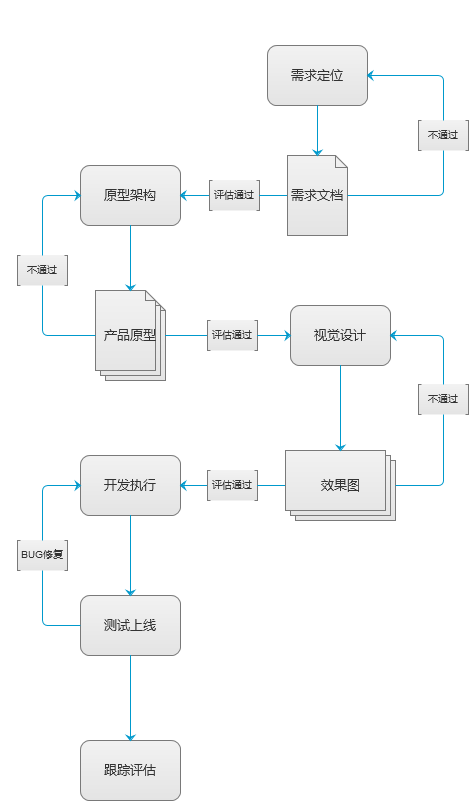 需求定位
不通过
原型架构
评估通过
需求文档
不通过
产品原型
评估通过
视觉设计
不通过
开发执行
评估通过
效果图
BUG修复
测试上线
跟踪评估